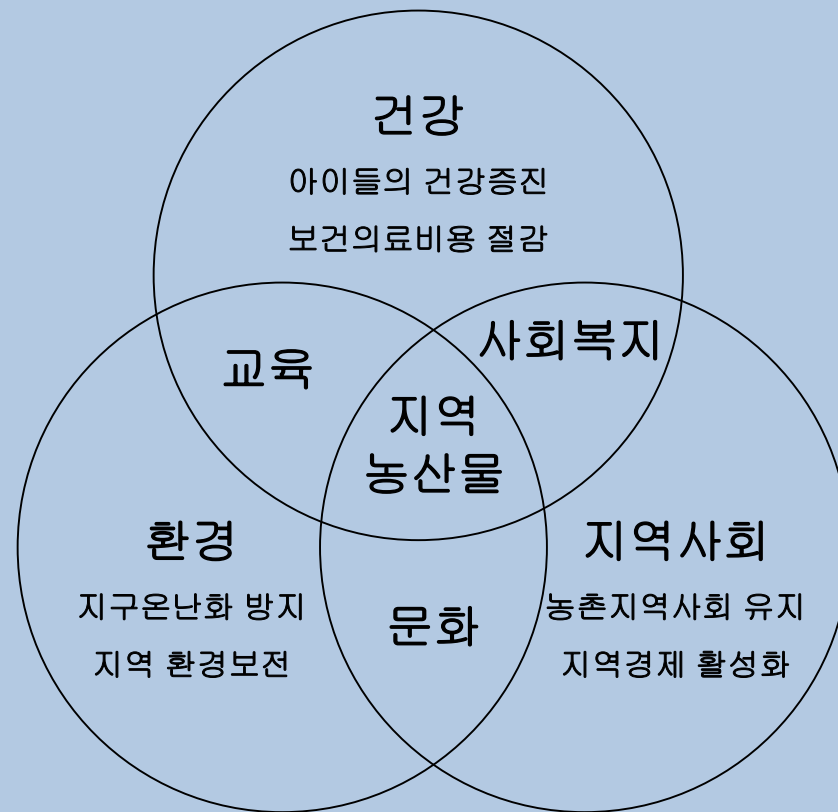 건강
아이들의 건강증진
보건의료비용 절감
교육
사회복지
지역
농산물
환경
지구온난화 방지
지역 환경보전
문화
지역사회
농촌지역사회 유지
지역경제 활성화